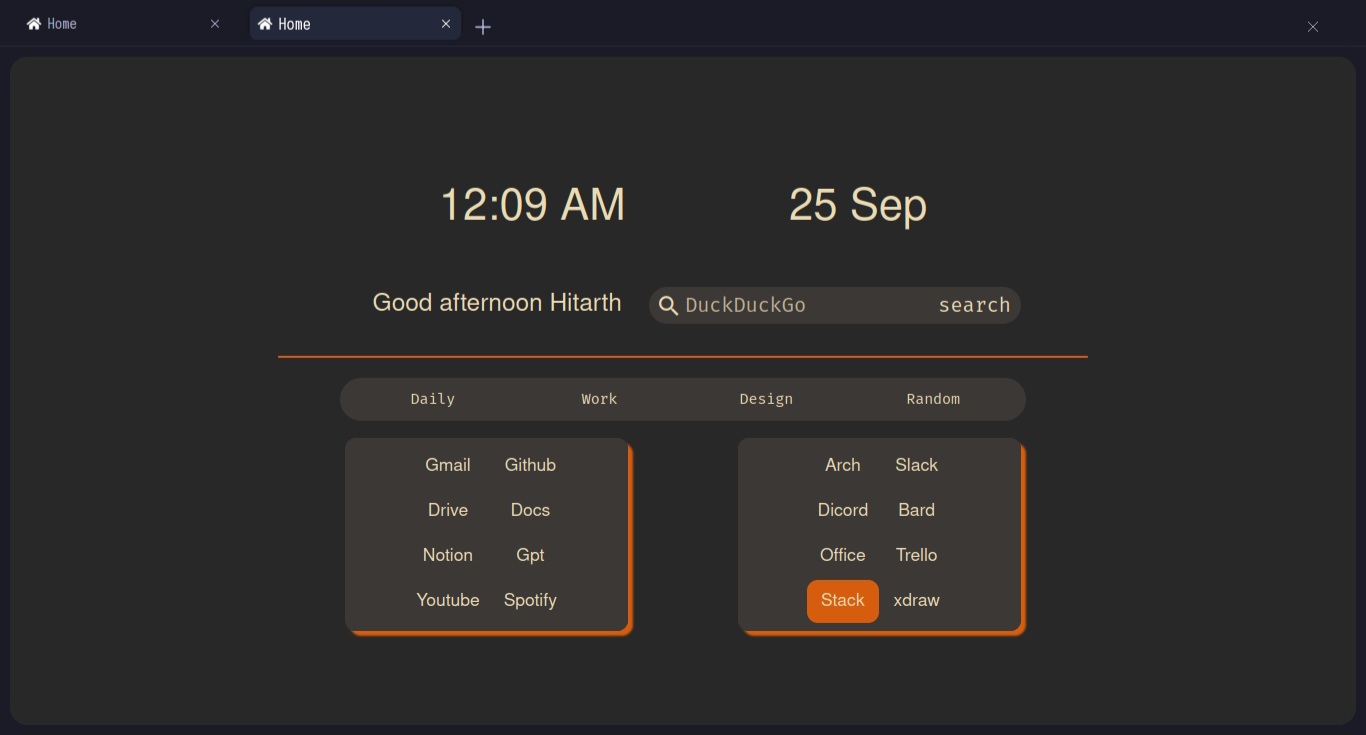 Home Home
12:09 AM 25 Sep
Good afternoon Hitarth DuckDuckGo search
Daily Work Design Random
Gmail Github Arch Slack
Drive Docs Dicord Bard
Notion Gpt Office Trello
Youtube Spotify Stack xdraw